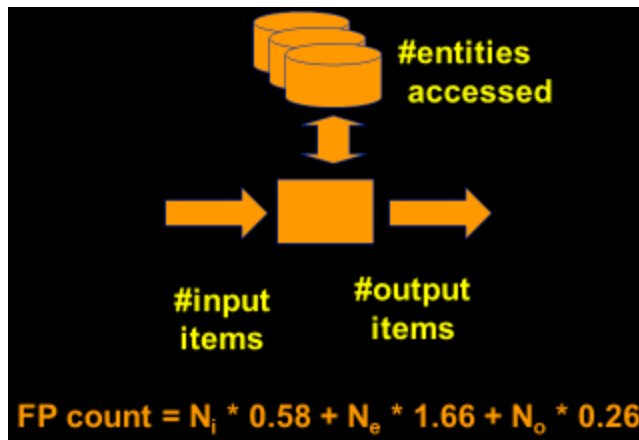 #entities
accessed
#input
items
#output
items
FP count = Nᵢ * 0.58 + Nₑ * 1.66 + Nₒ * 0.26